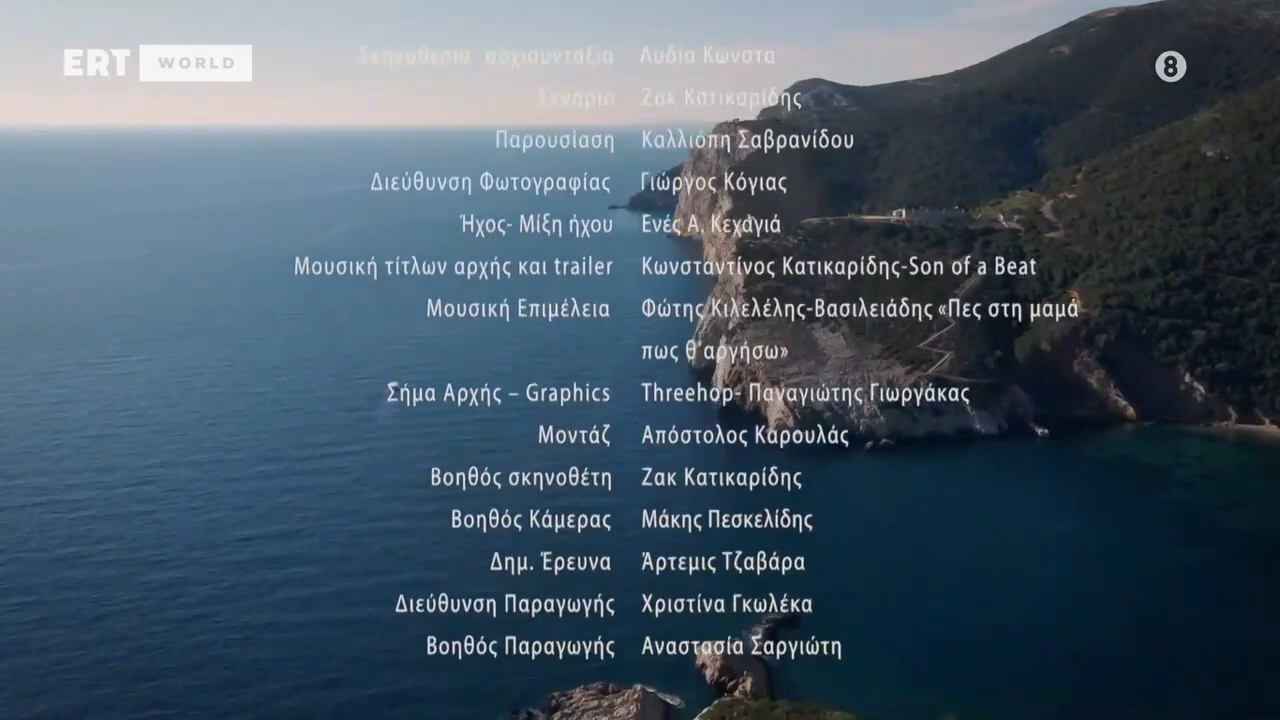 ERT WORLD
8
Σκηνοθεσία αρχισυνταξία Λυδία Κωνστα
Σενάριο Ζακ Κατικαρίδης
Παρουσίαση Καλλιόπη Σαβρανίδου
Διεύθυνση Φωτογραφίας Γιώργος Κόγιας
Ήχος- Μίξη ήχου Ενές Α. Κεχαγιά
Μουσική τίτλων αρχής και trailer Κωνσταντίνος Κατικαρίδης-Son of a Beat
Μουσική Επιμέλεια Φώτης Κιλελέλης-Βασιλειάδης «Πες στη μαμά
πως θ'αργήσω»
Σήμα Αρχής – Graphics Threehop- Παναγιώτης Γιωργάκας
Μοντάζ Απόστολος Καρουλάς
Βοηθός σκηνοθέτη Ζακ Κατικαρίδης
Βοηθός Κάμερας Μάκης Πεσκελίδης
Δημ. Έρευνα Άρτεμις Τζαβάρα
Διεύθυνση Παραγωγής Χριστίνα Γκωλέκα
Βοηθός Παραγωγής Αναστασία Σαργιώτη